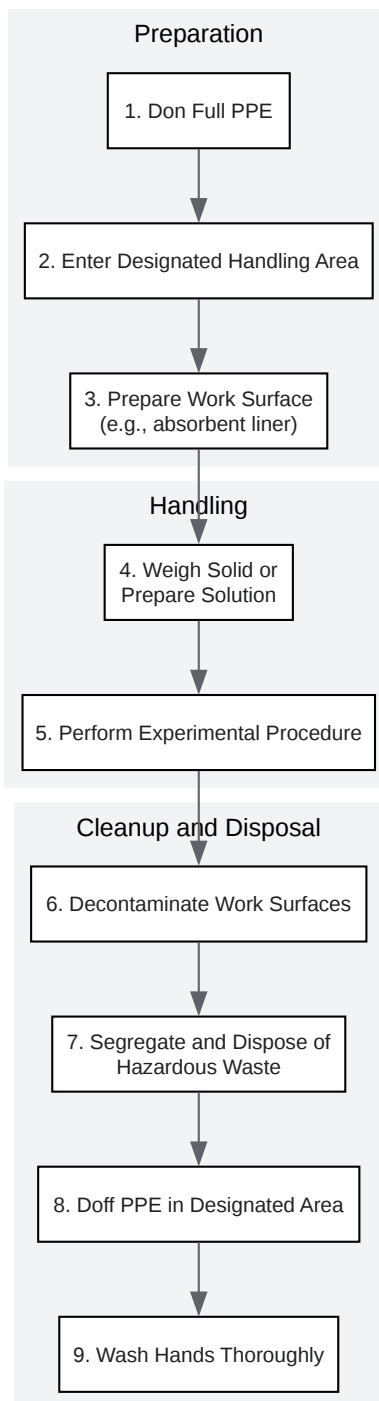 Preparation
1. Don Full PPE
2. Enter Designated Handling Area
3. Prepare Work Surface
(e.g., absorbent liner)
Handling
4. Weigh Solid or
Prepare Solution
5. Perform Experimental Procedure
Cleanup and Disposal
6. Decontaminate Work Surfaces
7. Segregate and Dispose of
Hazardous Waste
8. Doff PPE in Designated Area
9. Wash Hands Thoroughly